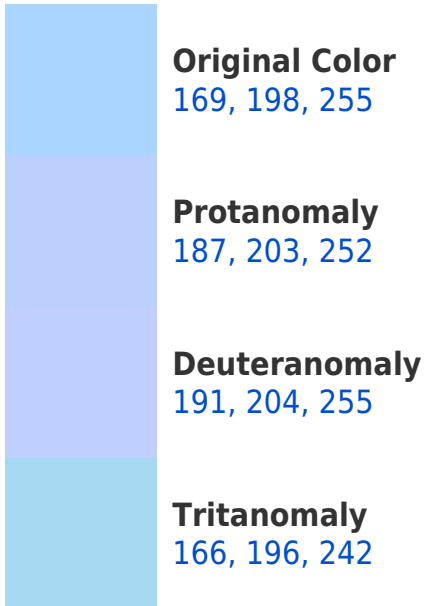 Original Color
169, 198, 255
Protanomaly
187, 203, 252
Deuteranomaly
191, 204, 255
Tritanomaly
166, 196, 242